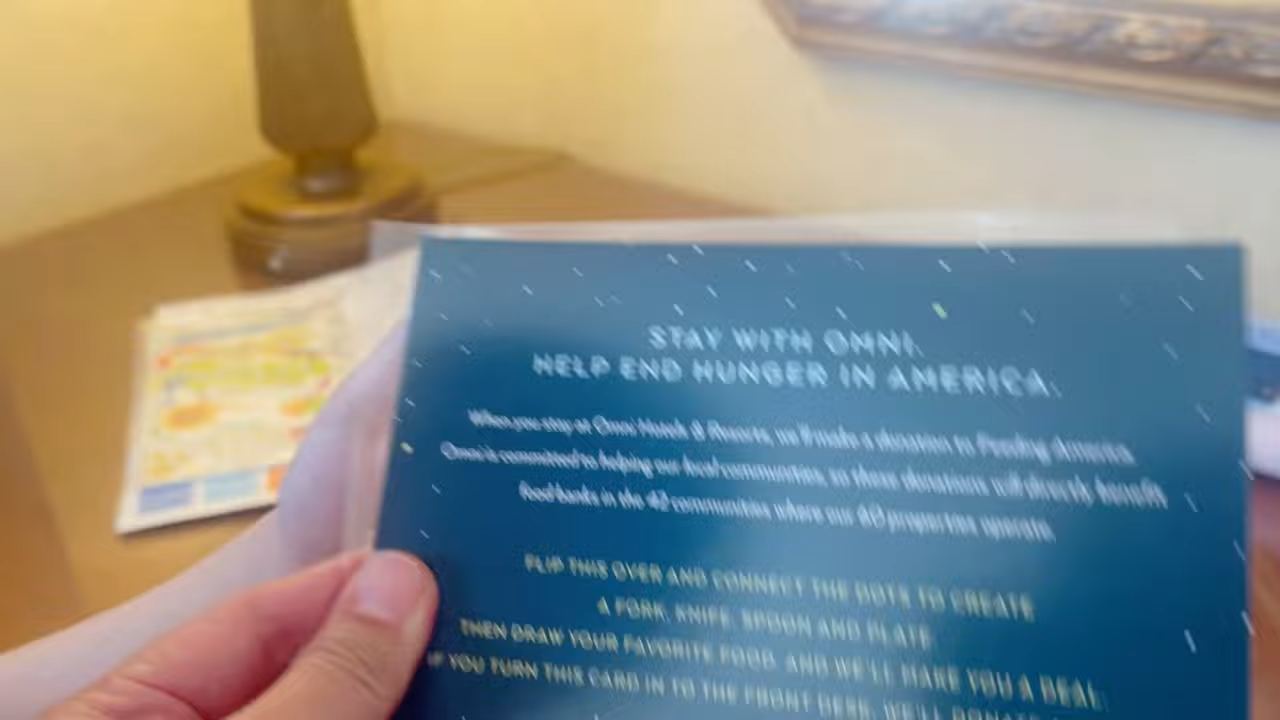 STAY WITH OMNI.
HELP END HUNGER IN AMERICA.
When you stay at Omni Hotels & Resorts, we'll make a donation to Feeding America.
Omni is committed to helping our local communities, so these donations will directly benefit
food banks in the 42 communities where our 60 properties operate.
FLIP THIS OVER AND CONNECT THE DOTS TO CREATE
A FORK, KNIFE, SPOON AND PLATE.
THEN DRAW YOUR FAVORITE FOOD, AND WE'LL MAKE YOU A DEAL:
IF YOU TURN THIS CARD IN TO THE FRONT DESK, WE'LL DONATE